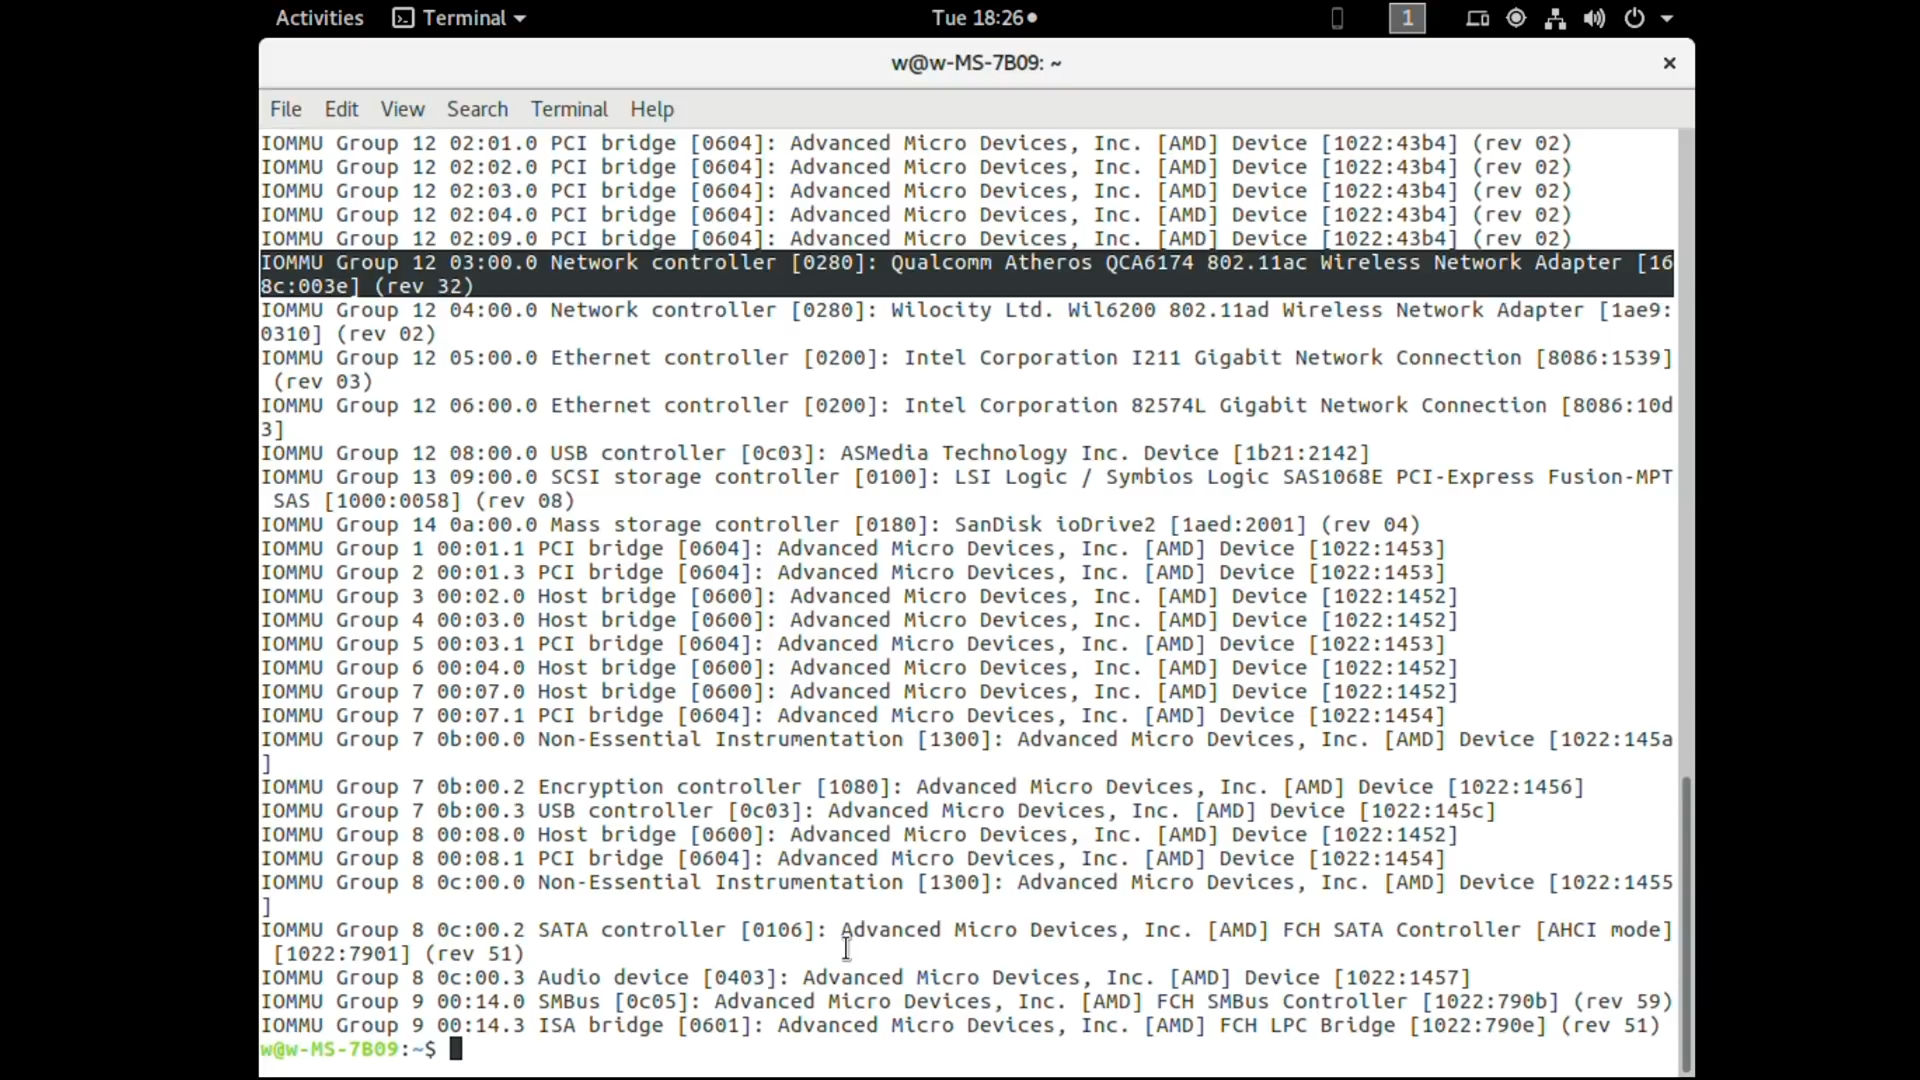 Activities Terminal Tue 18:26 1
w@w-MS-7B09: ~ ×
File Edit View Search Terminal Help
IOMMU Group 12 02:01.0 PCI bridge [0604]: Advanced Micro Devices, Inc. [AMD] Device [1022:43b4] (rev 02)
IOMMU Group 12 02:02.0 PCI bridge [0604]: Advanced Micro Devices, Inc. [AMD] Device [1022:43b4] (rev 02)
IOMMU Group 12 02:03.0 PCI bridge [0604]: Advanced Micro Devices, Inc. [AMD] Device [1022:43b4] (rev 02)
IOMMU Group 12 02:04.0 PCI bridge [0604]: Advanced Micro Devices, Inc. [AMD] Device [1022:43b4] (rev 02)
IOMMU Group 12 02:09.0 PCI bridge [0604]: Advanced Micro Devices, Inc. [AMD] Device [1022:43b4] (rev 02)
IOMMU Group 12 03:00.0 Network controller [0280]: Qualcomm Atheros QCA6174 802.11ac Wireless Network Adapter [16
8c:003e] (rev 32)
IOMMU Group 12 04:00.0 Network controller [0280]: Wilocity Ltd. Wil6200 802.11ad Wireless Network Adapter [1ae9:
0310] (rev 02)
IOMMU Group 12 05:00.0 Ethernet controller [0200]: Intel Corporation I211 Gigabit Network Connection [8086:1539]
(rev 03)
IOMMU Group 12 06:00.0 Ethernet controller [0200]: Intel Corporation 82574L Gigabit Network Connection [8086:10d
3]
IOMMU Group 12 08:00.0 USB controller [0c03]: ASMedia Technology Inc. Device [1b21:2142]
IOMMU Group 13 09:00.0 SCSI storage controller [0100]: LSI Logic / Symbios Logic SAS1068E PCI-Express Fusion-MPT
SAS [1000:0058] (rev 08)
IOMMU Group 14 0a:00.0 Mass storage controller [0180]: SanDisk ioDrive2 [1aed:2001] (rev 04)
IOMMU Group 1 00:01.1 PCI bridge [0604]: Advanced Micro Devices, Inc. [AMD] Device [1022:1453]
IOMMU Group 2 00:01.3 PCI bridge [0604]: Advanced Micro Devices, Inc. [AMD] Device [1022:1453]
IOMMU Group 3 00:02.0 Host bridge [0600]: Advanced Micro Devices, Inc. [AMD] Device [1022:1452]
IOMMU Group 4 00:03.0 Host bridge [0600]: Advanced Micro Devices, Inc. [AMD] Device [1022:1452]
IOMMU Group 5 00:03.1 PCI bridge [0604]: Advanced Micro Devices, Inc. [AMD] Device [1022:1453]
IOMMU Group 6 00:04.0 Host bridge [0600]: Advanced Micro Devices, Inc. [AMD] Device [1022:1452]
IOMMU Group 7 00:07.0 Host bridge [0600]: Advanced Micro Devices, Inc. [AMD] Device [1022:1452]
IOMMU Group 7 00:07.1 PCI bridge [0604]: Advanced Micro Devices, Inc. [AMD] Device [1022:1454]
IOMMU Group 7 0b:00.0 Non-Essential Instrumentation [1300]: Advanced Micro Devices, Inc. [AMD] Device [1022:145a
]
IOMMU Group 7 0b:00.2 Encryption controller [1080]: Advanced Micro Devices, Inc. [AMD] Device [1022:1456]
IOMMU Group 7 0b:00.3 USB controller [0c03]: Advanced Micro Devices, Inc. [AMD] Device [1022:145c]
IOMMU Group 8 00:08.0 Host bridge [0600]: Advanced Micro Devices, Inc. [AMD] Device [1022:1452]
IOMMU Group 8 00:08.1 PCI bridge [0604]: Advanced Micro Devices, Inc. [AMD] Device [1022:1454]
IOMMU Group 8 0c:00.0 Non-Essential Instrumentation [1300]: Advanced Micro Devices, Inc. [AMD] Device [1022:1455
]
IOMMU Group 8 0c:00.2 SATA controller [0106]: Advanced Micro Devices, Inc. [AMD] FCH SATA Controller [AHCI mode]
[1022:7901] (rev 51)
IOMMU Group 8 0c:00.3 Audio device [0403]: Advanced Micro Devices, Inc. [AMD] Device [1022:1457]
IOMMU Group 9 00:14.0 SMBus [0c05]: Advanced Micro Devices, Inc. [AMD] FCH SMBus Controller [1022:790b] (rev 59)
IOMMU Group 9 00:14.3 ISA bridge [0601]: Advanced Micro Devices, Inc. [AMD] FCH LPC Bridge [1022:790e] (rev 51)
w@w-MS-7B09:~$